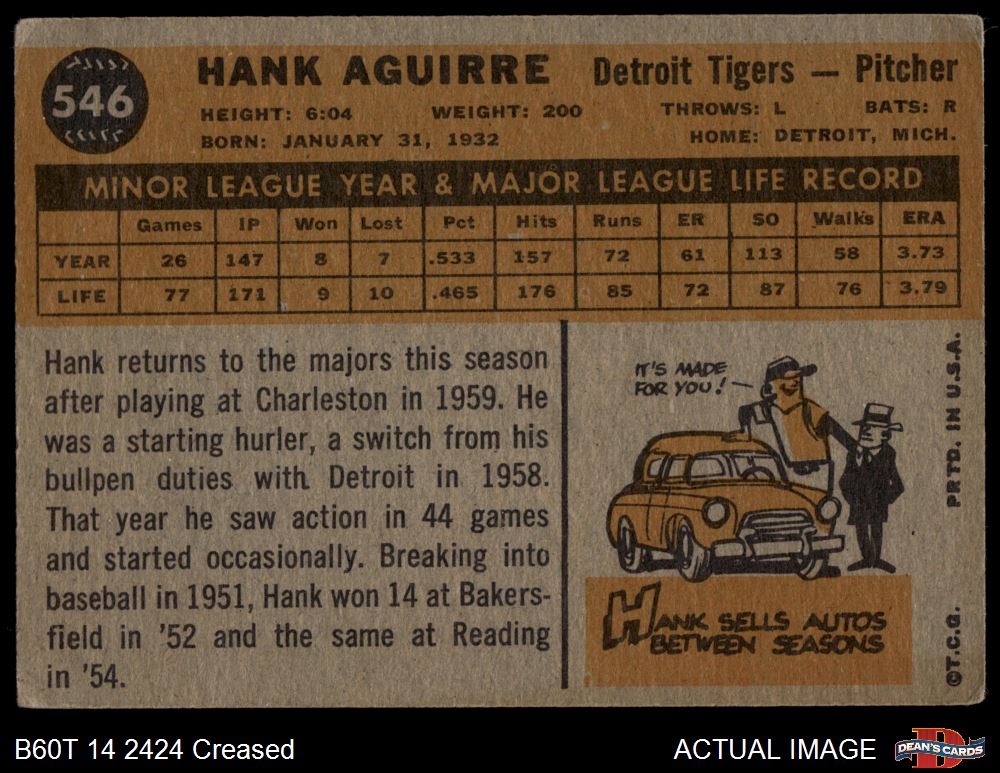 546
HANK AGUIRRE Detroit Tigers — Pitcher
HEIGHT: 6:04 WEIGHT: 200 THROWS: L BATS: R
BORN: JANUARY 31, 1932 HOME: DETROIT, MICH.
MINOR LEAGUE YEAR & MAJOR LEAGUE LIFE RECORD
Games IP Won Lost Pct Hits Runs ER SO Walks ERA
YEAR 26 147 8 7 .533 157 72 61 113 58 3.73
LIFE 77 171 9 10 .465 176 85 72 87 76 3.79
Hank returns to the majors this season
after playing at Charleston in 1959. He
was a starting hurler, a switch from his
bullpen duties with Detroit in 1958.
That year he saw action in 44 games
and started occasionally. Breaking into
baseball in 1951, Hank won 14 at Bakers-
field in '52 and the same at Reading
in '54.
IT'S MADE
FOR YOU! —
HANK SELLS AUTOS
BETWEEN SEASONS
©T.C.G. PRTD. IN U.S.A.
B60T 14 2424 Creased ACTUAL IMAGE
D
DEAN'S CARDS